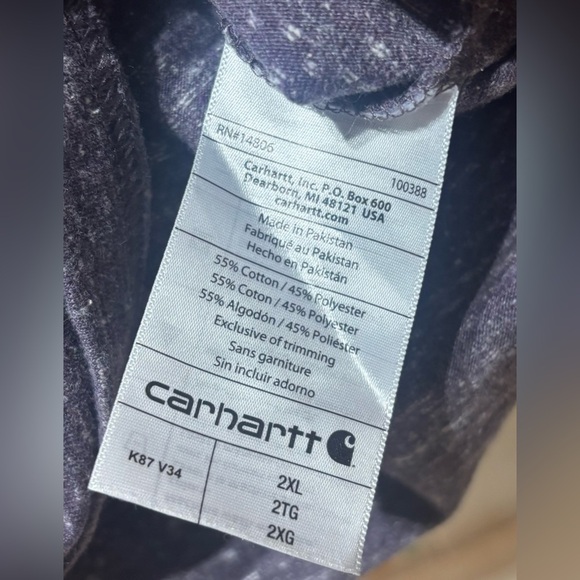 RN#14806 100388
Carhartt, Inc. P.O. Box 600
Dearborn, MI 48121 USA
carhartt.com
Made in Pakistan
Fabriqué au Pakistan
Hecho en Pakistán
55% Cotton / 45% Polyester
55% Coton / 45% Polyester
55% Algodón / 45% Poliéster
Exclusive of trimming
Sans garniture
Sin incluir adorno
carhartt
K87 V34
2XL
2TG
2XG